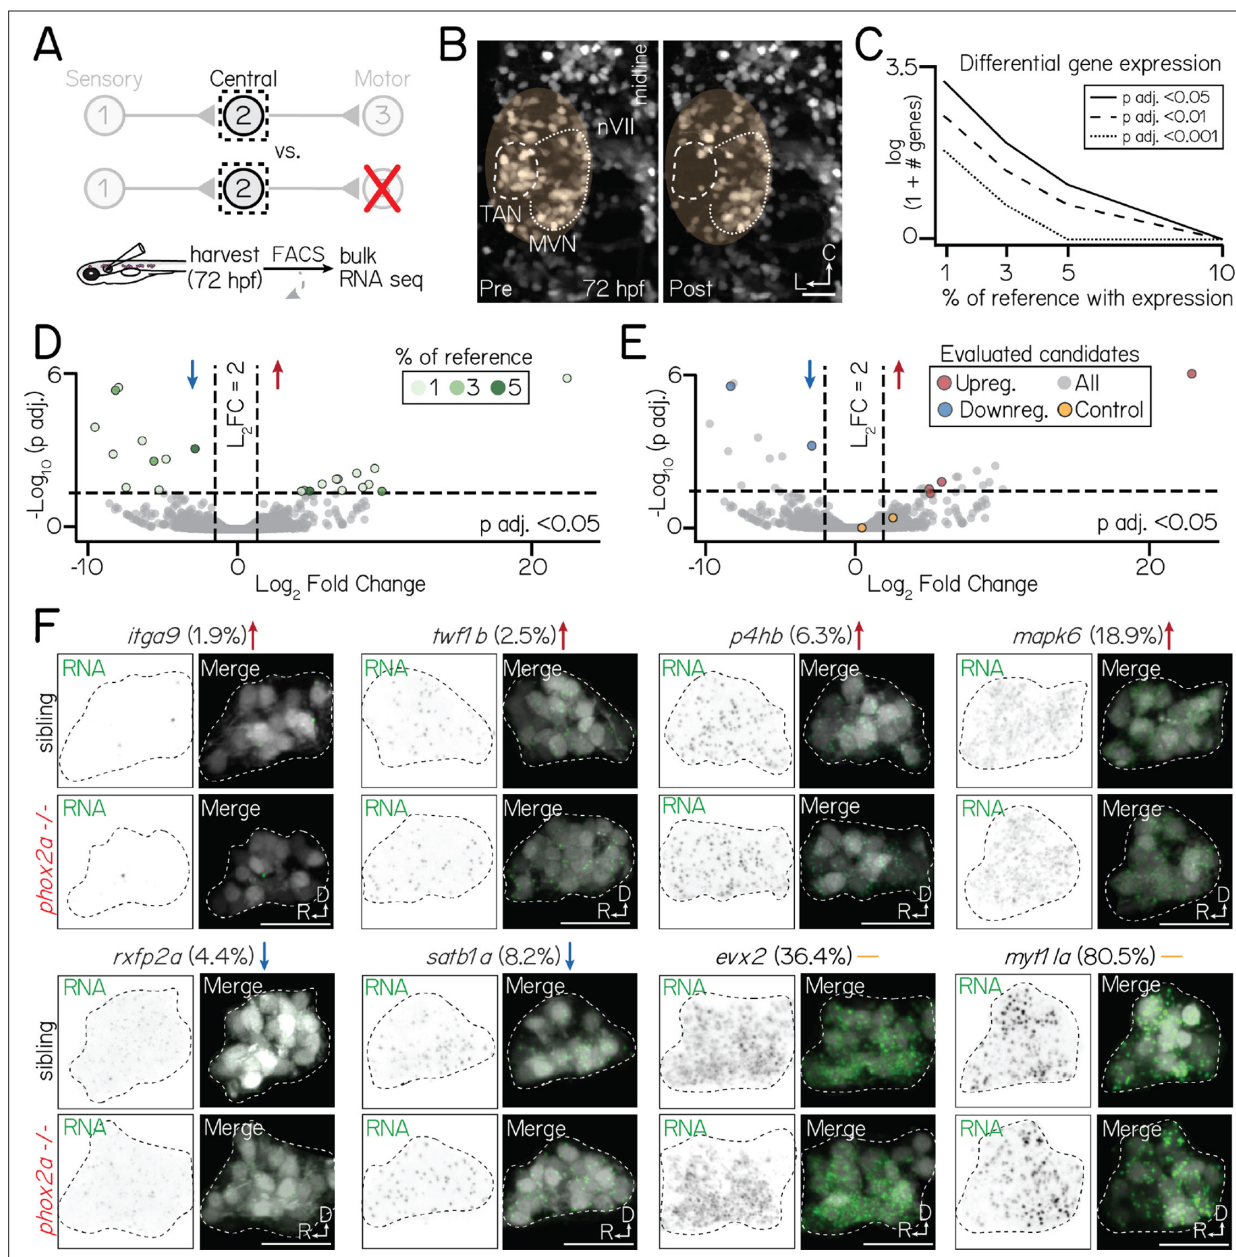 A
Sensory Central Motor
1 2 3
vs.
1 2
harvest
(72 hpf)
FACS
bulk
RNA seq
B
midline
nVII
TAN
MVN
Pre
72 hpf
Post
C
L
C
Differential gene expression
3.5
p adj. <0.05
p adj. <0.01
p adj. <0.001
log
(1 + # genes)
0
1 3 5 10
% of reference with expression
D
% of reference
1 3 5
6
L2FC = 2
-Log10 (p adj.)
0
p adj. <0.05
-10 0 20
Log2 Fold Change
E
Evaluated candidates
Upreg. All
Downreg. Control
6
L2FC = 2
-Log10 (p adj.)
0
p adj. <0.05
-10 0 20
Log2 Fold Change
F
itga9 (1.9%) twf1b (2.5%) p4hb (6.3%) mapk6 (18.9%)
sibling
RNA Merge RNA Merge RNA Merge RNA Merge
phox2a -/-
RNA Merge RNA Merge RNA Merge RNA Merge
D D D D
R R R R
rxfp2a (4.4%) satb1a (8.2%) evx2 (36.4%) myt1la (80.5%)
sibling
RNA Merge RNA Merge RNA Merge RNA Merge
phox2a -/-
RNA Merge RNA Merge RNA Merge RNA Merge
D D D D
R R R R